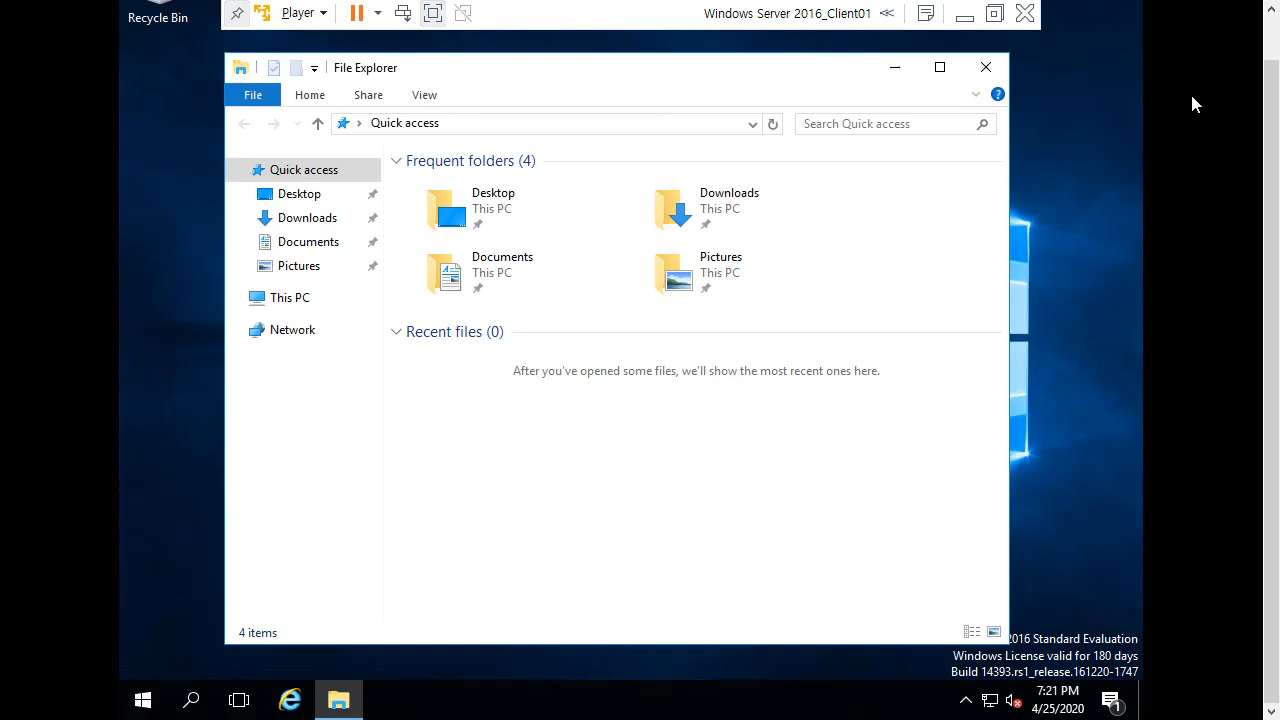 Recycle Bin
Player
Windows Server 2016_Client01
File Explorer
File
Home
Share
View
Quick access
Search Quick access
Quick access
Desktop
Downloads
Documents
Pictures
This PC
Network
Frequent folders (4)
Desktop
This PC
Downloads
This PC
Documents
This PC
Pictures
This PC
Recent files (0)
After you've opened some files, we'll show the most recent ones here.
4 items
2016 Standard Evaluation
Windows License valid for 180 days
Build 14393.rs1_release.161220-1747
7:21 PM
4/25/2020
1